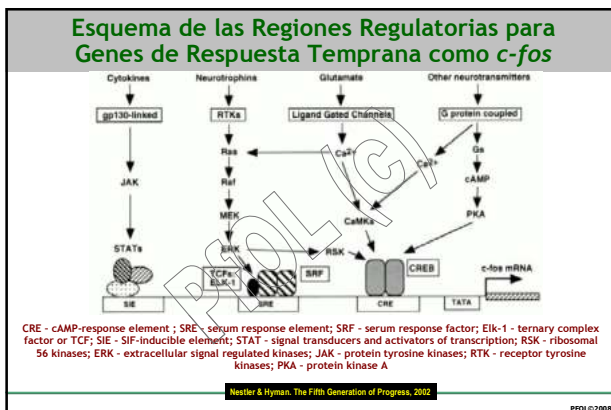 Esquema de las Regiones Regulatorias para
Genes de Respuesta Temprana como c-fos
Cytokines Neurotrophins Glutamate Other neurotransmitters
gp130-linked RTKs Ligand Gated Channels G protein coupled
Ras Ca2+ Ca2+ Gs
JAK Raf cAMP
MEK CaMKs PKA
STATs ERK RSK
TCFs: SRF CREB c-fos mRNA
ELK-1
SIE SRE CRE TATA
CRE - cAMP-response element ; SRE - serum response element; SRF - serum response factor; Elk-1 - ternary complex
factor or TCF; SIE - SIF-inducible element; STAT - signal transducers and activators of transcription; RSK - ribosomal
S6 kinases; ERK - extracellular signal regulated kinases; JAK - protein tyrosine kinases; RTK - receptor tyrosine
kinases; PKA - protein kinase A
Nestler & Hyman. The Fifth Generation of Progress, 2002
PFOL©2008
PFOL (c)